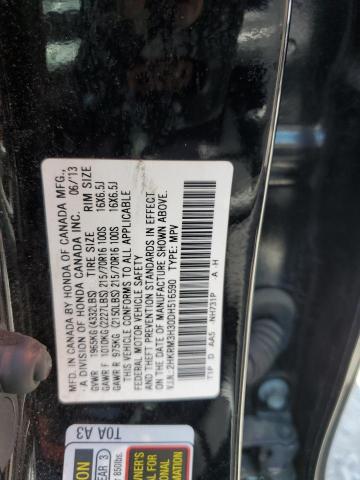 MFD. IN CANADA BY HONDA OF CANADA MFG.,
A DIVISION OF HONDA CANADA INC. 06/13
GVWR 1965KG(4332LBS) TIRE SIZE RIM SIZE
GAWR F 1010KG(2227LBS) 215/70R16 100S 16X6.5J
GAWR R 975KG(2150LBS) 215/70R16 100S 16X6.5J
THIS VEHICLE CONFORMS TO ALL APPLICABLE
FEDERAL MOTOR VEHICLE SAFETY
AND THEFT PREVENTION STANDARDS IN EFFECT
ON THE DATE OF MANUFACTURE SHOWN ABOVE.
V.I.N.: 2HKRM3H30DH516590 TYPE: MPV
71P D AA5 NH731P A H
T0A A3